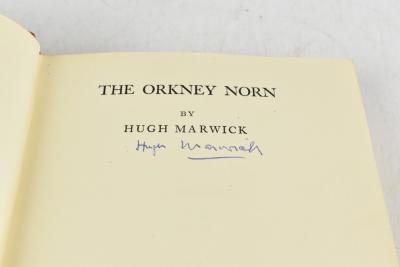 THE ORKNEY NORN
BY
HUGH MARWICK
Hugh Marwick